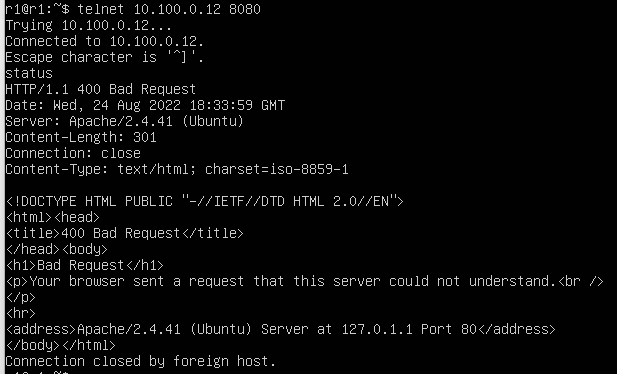 r1@r1:~$ telnet 10.100.0.12 8080
Trying 10.100.0.12...
Connected to 10.100.0.12.
Escape character is '^]'.
status
HTTP/1.1 400 Bad Request
Date: Wed, 24 Aug 2022 18:33:59 GMT
Server: Apache/2.4.41 (Ubuntu)
Content-Length: 301
Connection: close
Content-Type: text/html; charset=iso-8859-1
<!DOCTYPE HTML PUBLIC "-//IETF//DTD HTML 2.0//EN">
<html><head>
<title>400 Bad Request</title>
</head><body>
<h1>Bad Request</h1>
<p>Your browser sent a request that this server could not understand.<br />
</p>
<hr>
<address>Apache/2.4.41 (Ubuntu) Server at 127.0.1.1 Port 80</address>
</body></html>
Connection closed by foreign host.